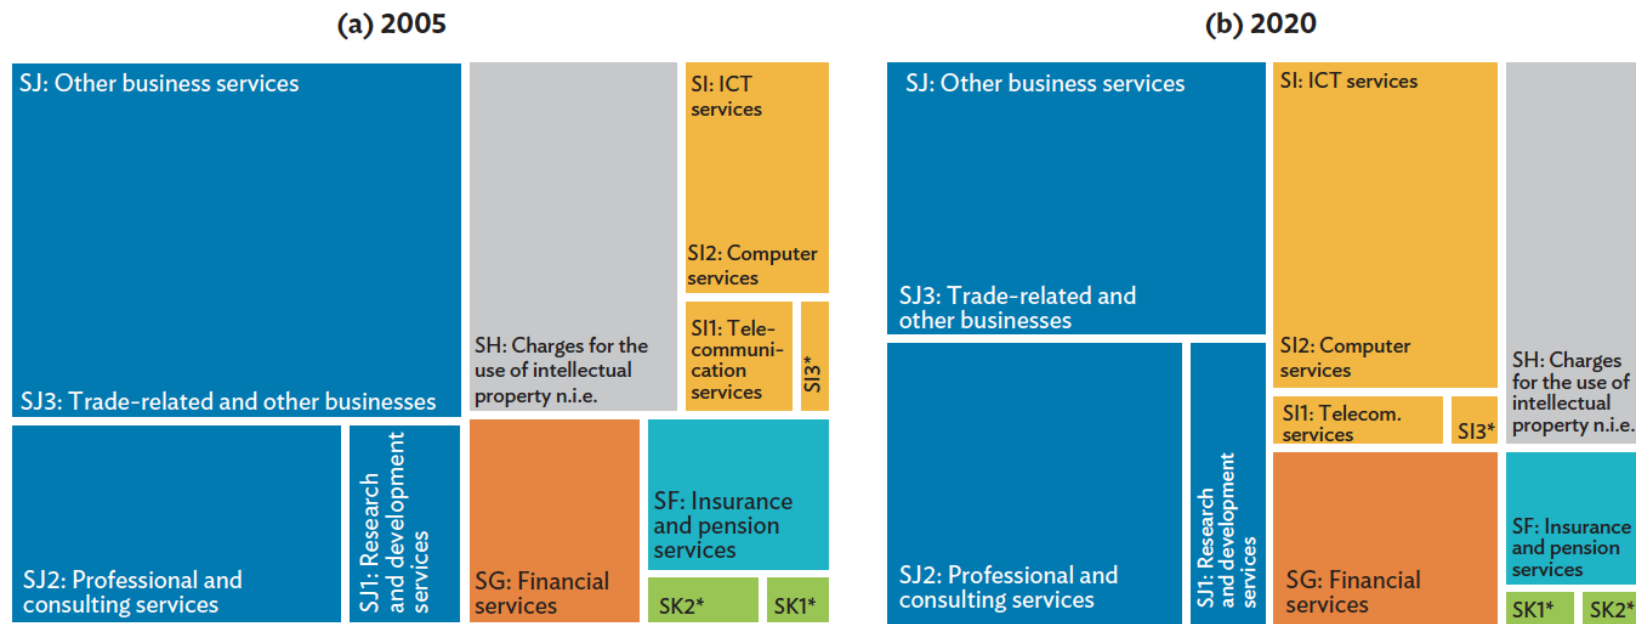 (a) 2005
SJ: Other business services
SJ3: Trade-related and other businesses
SJ2: Professional and
consulting services
SJ1: Research
and development
services
SH: Charges for the
use of intellectual
property n.i.e.
SI: ICT
services
SI2: Computer
services
SI1: Tele-
communi-
cation
services
SI3*
SG: Financial
services
SF: Insurance
and pension
services
SK2*
SK1*
(b) 2020
SJ: Other business services
SJ3: Trade-related and
other businesses
SJ2: Professional and
consulting services
SJ1: Research
and development
services
SI: ICT services
SI2: Computer
services
SI1: Telecom.
services
SI3*
SH: Charges
for the use of
intellectual
property n.i.e.
SG: Financial
services
SF: Insurance
and pension
services
SK1*
SK2*